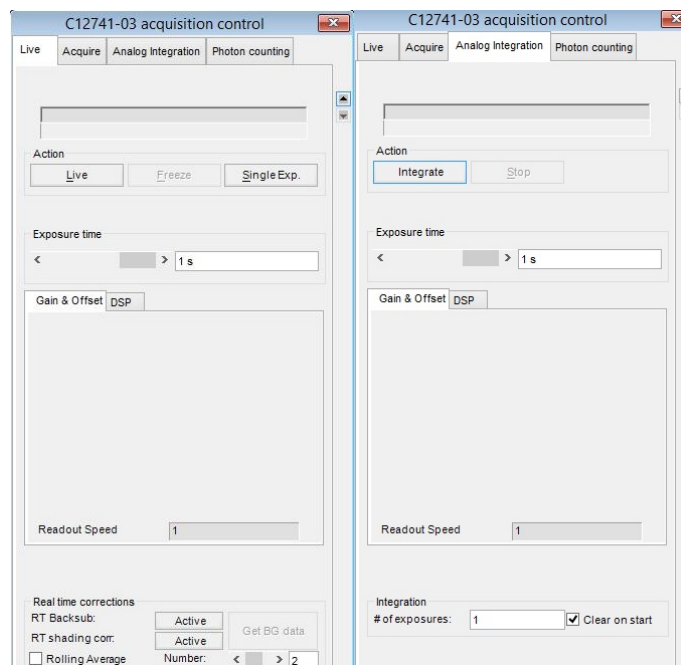 C12741-03 acquisition control
Live Acquire Analog Integration Photon counting
Action
Live Freeze Single Exp.
Exposure time
< > 1 s
Gain & Offset DSP
Readout Speed 1
Real time corrections
RT Backsub: Active Get BG data
RT shading corr: Active
Rolling Average Number: < > 2
C12741-03 acquisition control
Live Acquire Analog Integration Photon counting
Action
Integrate Stop
Exposure time
< > 1 s
Gain & Offset DSP
Readout Speed 1
Integration
# of exposures: 1 Clear on start